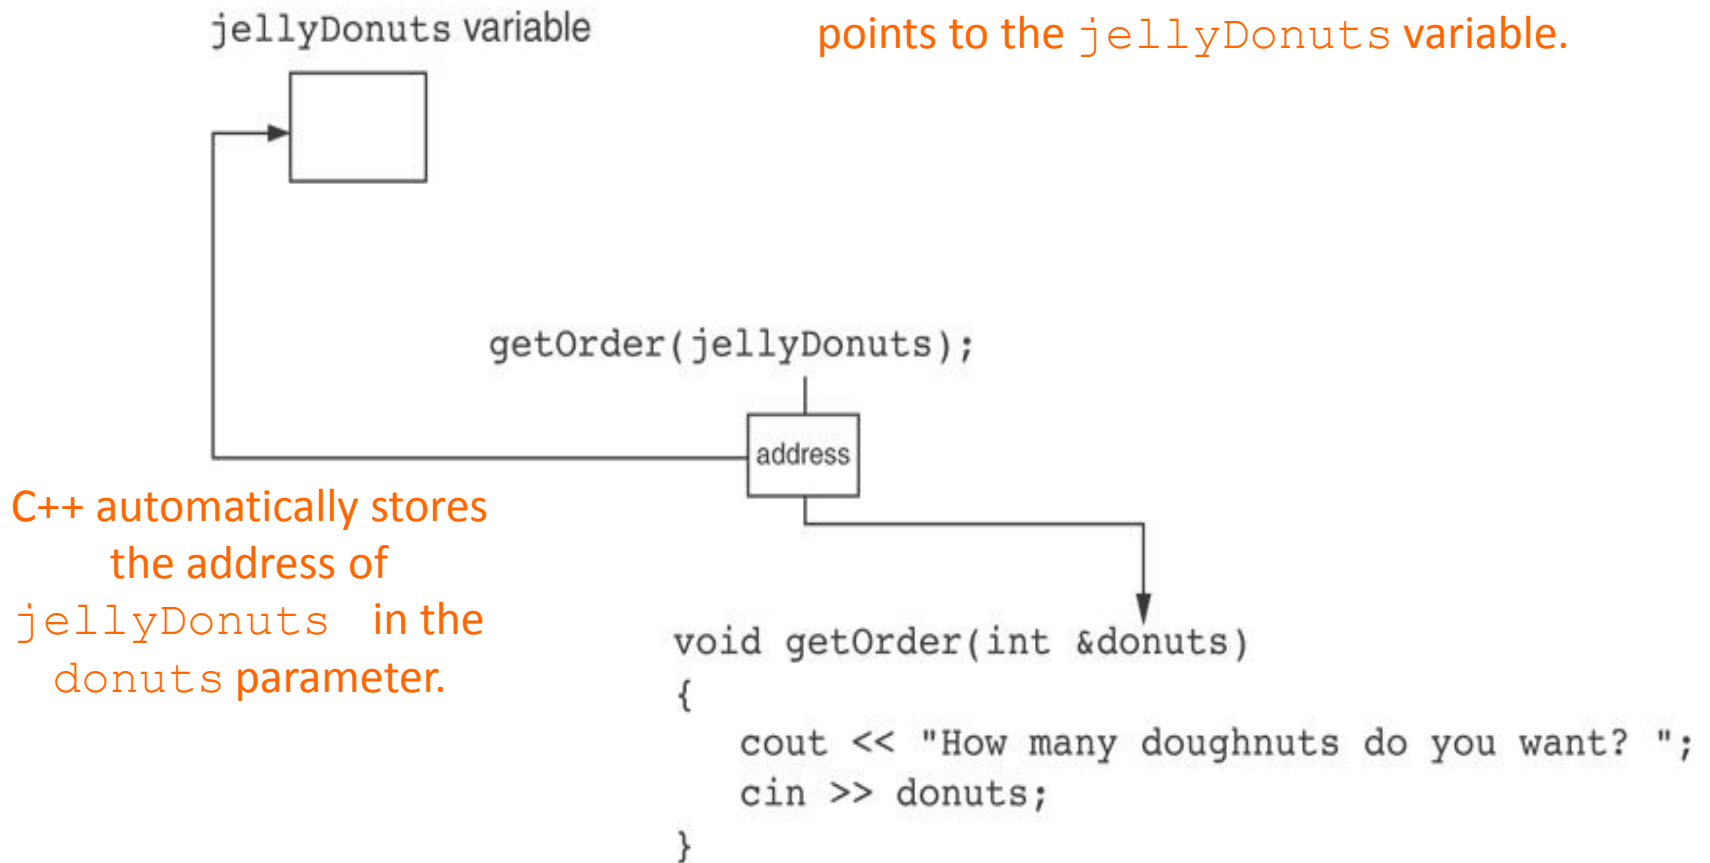 jellyDonuts variable
points to the jellyDonuts variable.
getOrder(jellyDonuts);
address
C++ automatically stores
the address of
jellyDonuts in the
donuts parameter.
void getOrder(int &donuts)
{
cout << "How many doughnuts do you want? ";
cin >> donuts;
}